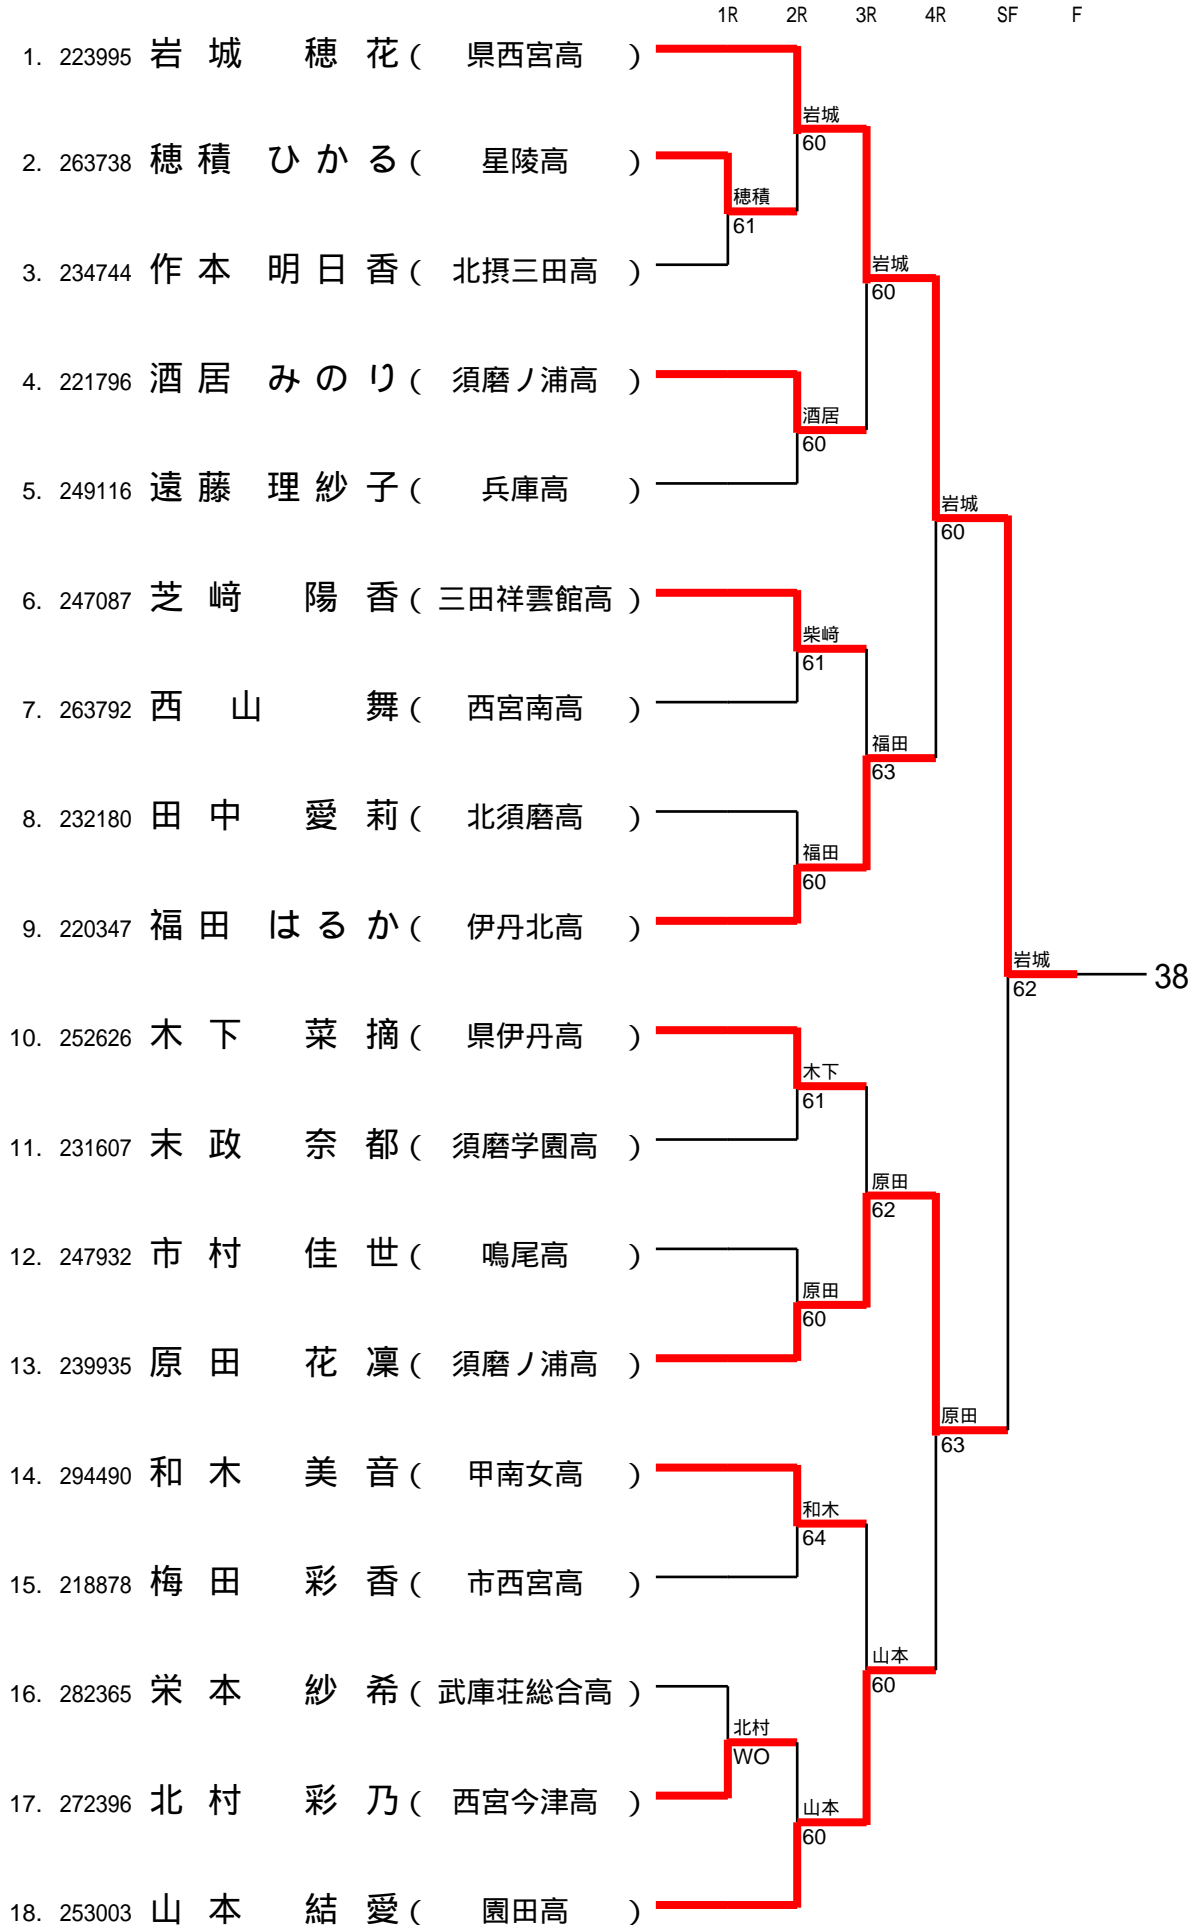 1R 2R 3R 4R SF F
1. 223995 岩城 穂花 ( 県西宮高 )
岩城
60
2. 263738 穂積 ひかる ( 星陵高 )
穂積
61
3. 234744 作本 明日香 ( 北摂三田高 )
岩城
60
4. 221796 酒居 みのり ( 須磨ノ浦高 )
酒居
60
5. 249116 遠藤 理紗子 ( 兵庫高 )
岩城
60
6. 247087 芝﨑 陽香 ( 三田祥雲館高 )
柴﨑
61
7. 263792 西山 舞 ( 西宮南高 )
福田
63
8. 232180 田中 愛莉 ( 北須磨高 )
福田
60
9. 220347 福田 はるか ( 伊丹北高 )
岩城
62
38
10. 252626 木下 菜摘 ( 県伊丹高 )
木下
61
11. 231607 末政 奈都 ( 須磨学園高 )
原田
62
12. 247932 市村 佳世 ( 鳴尾高 )
原田
60
13. 239935 原田 花凜 ( 須磨ノ浦高 )
原田
63
14. 294490 和木 美音 ( 甲南女高 )
和木
64
15. 218878 梅田 彩香 ( 市西宮高 )
山本
60
16. 282365 栄本 紗希 ( 武庫荘総合高 )
北村
WO
17. 272396 北村 彩乃 ( 西宮今津高 )
山本
60
18. 253003 山本 結愛 ( 園田高 )